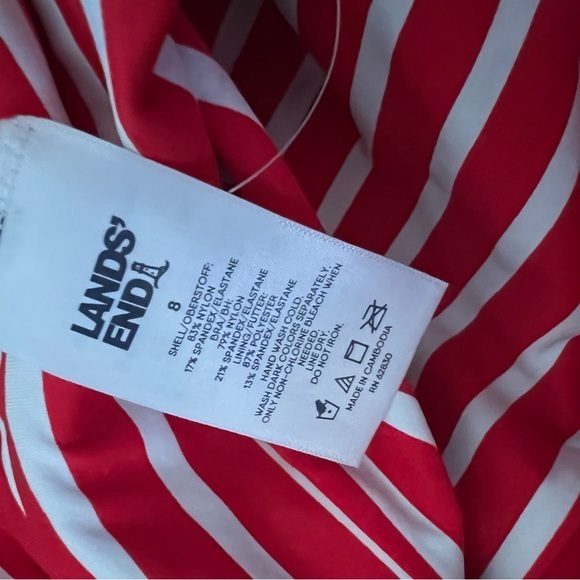 LANDS'
END
8
SHELL/OBERSTOFF:
83% NYLON
17% SPANDEX/ELASTANE
BRA/BH:
79% NYLON
21% SPANDEX/ELASTANE
LINING/FUTTER:
87% POLYESTER
13% SPANDEX/ELASTANE
HAND WASH COLD.
WASH DARK COLORS SEPARATELY.
ONLY NON-CHLORINE BLEACH WHEN
NEEDED.
LINE DRY.
DO NOT IRON.
MADE IN CAMBODIA
RN 62830